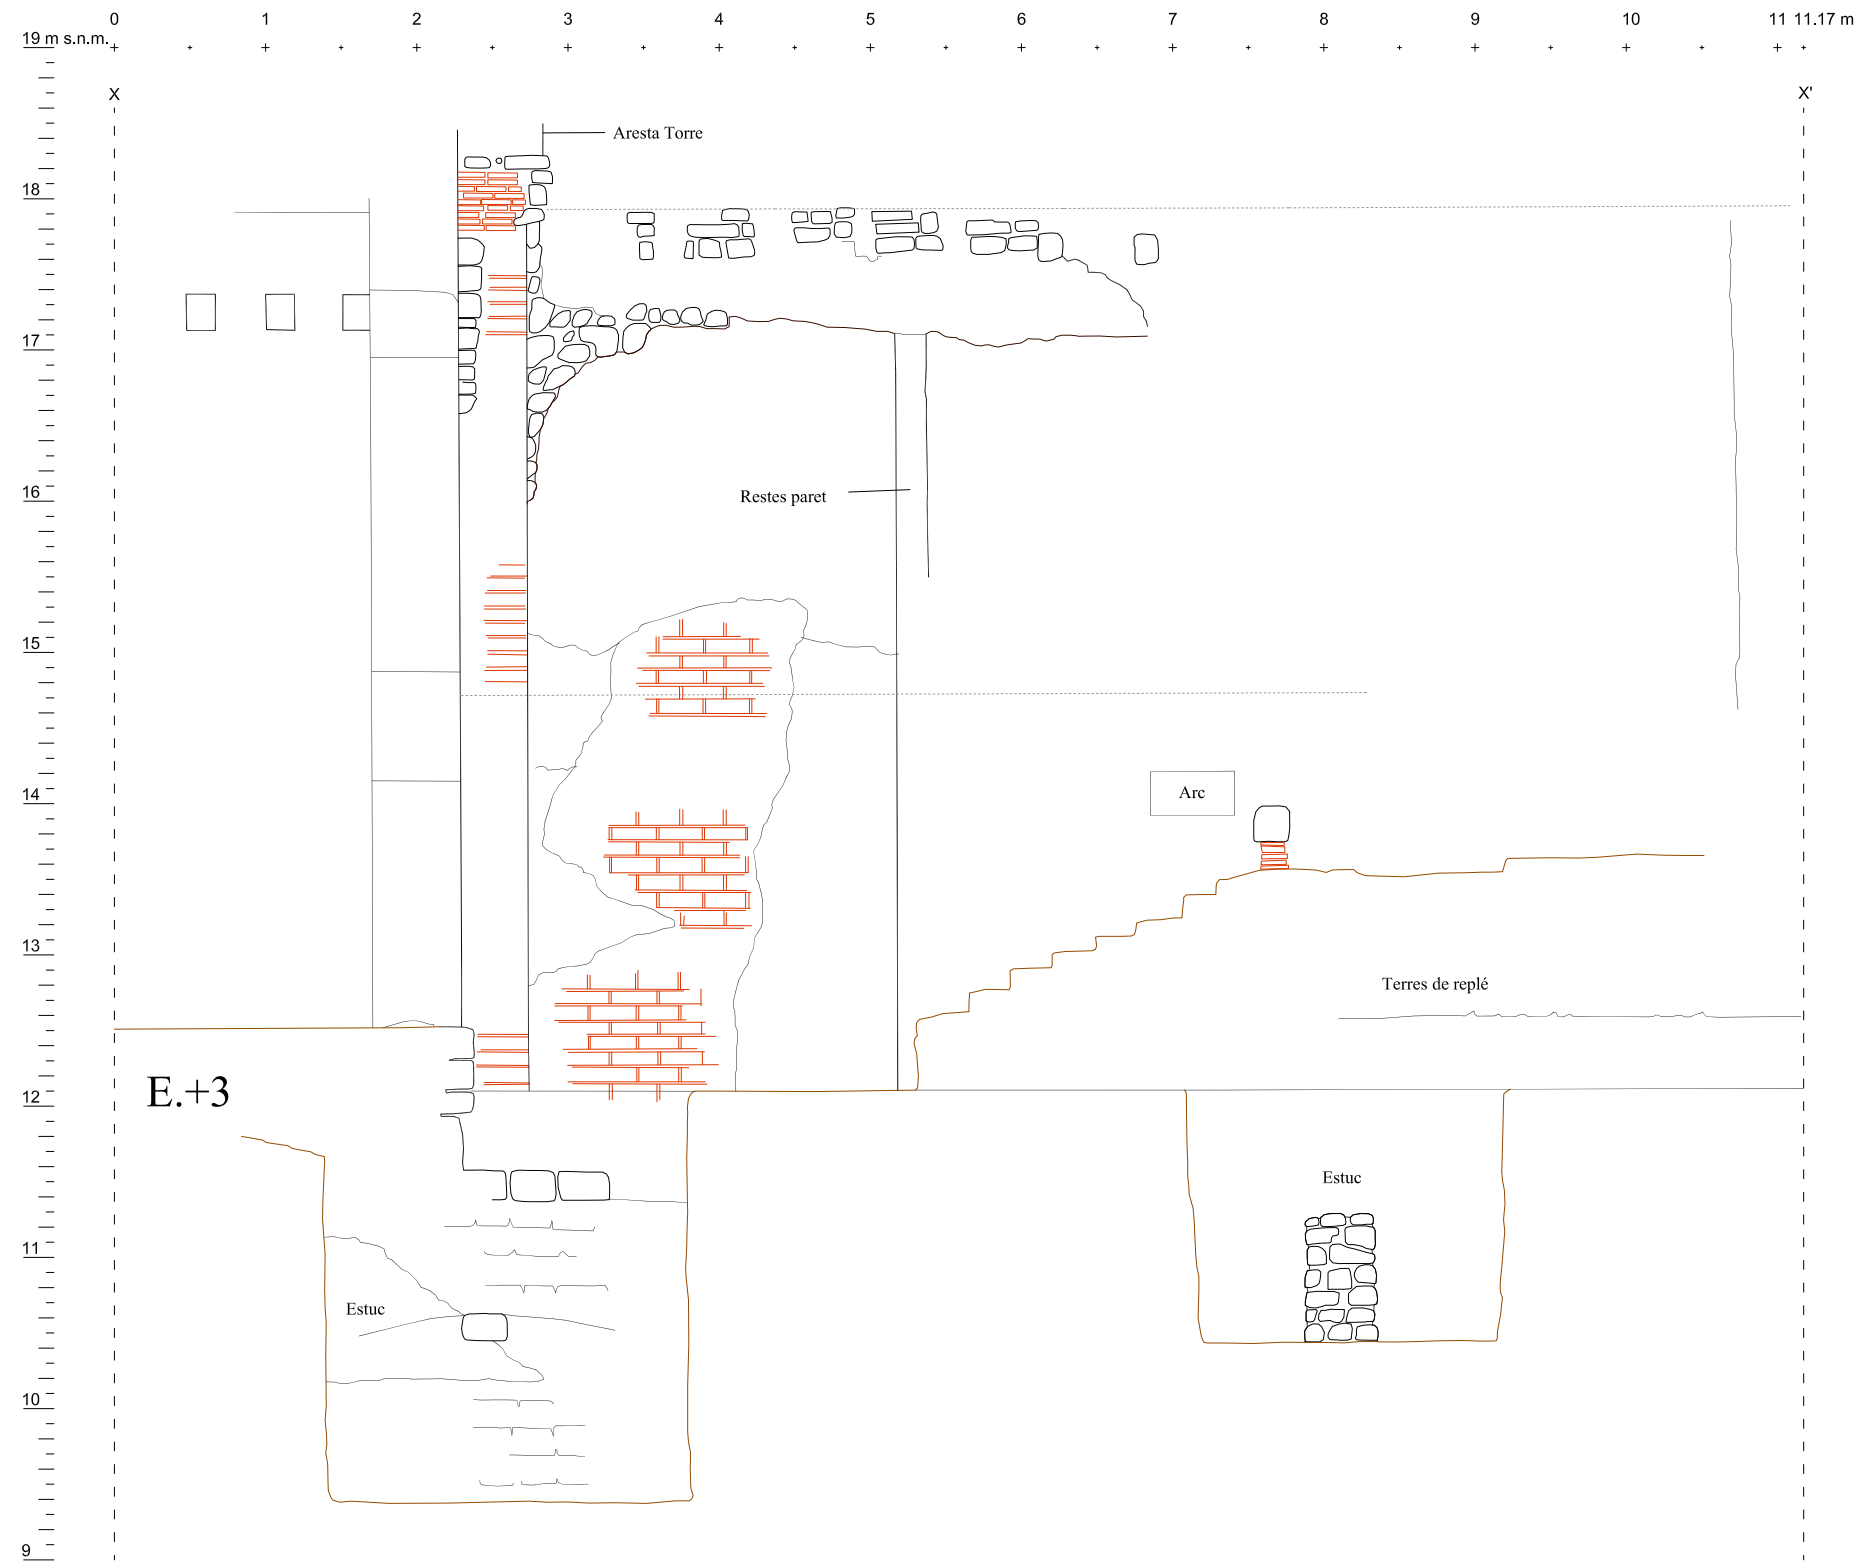 0 1 2 3 4 5 6 7 8 9 10 11 11.17 m
19 m s.n.m.
X X'
Aresta Torre
18
17
16
Restes paret
15
14
Arc
13
Terres de replé
12
E.+3
Estuc
11
Estuc
10
9